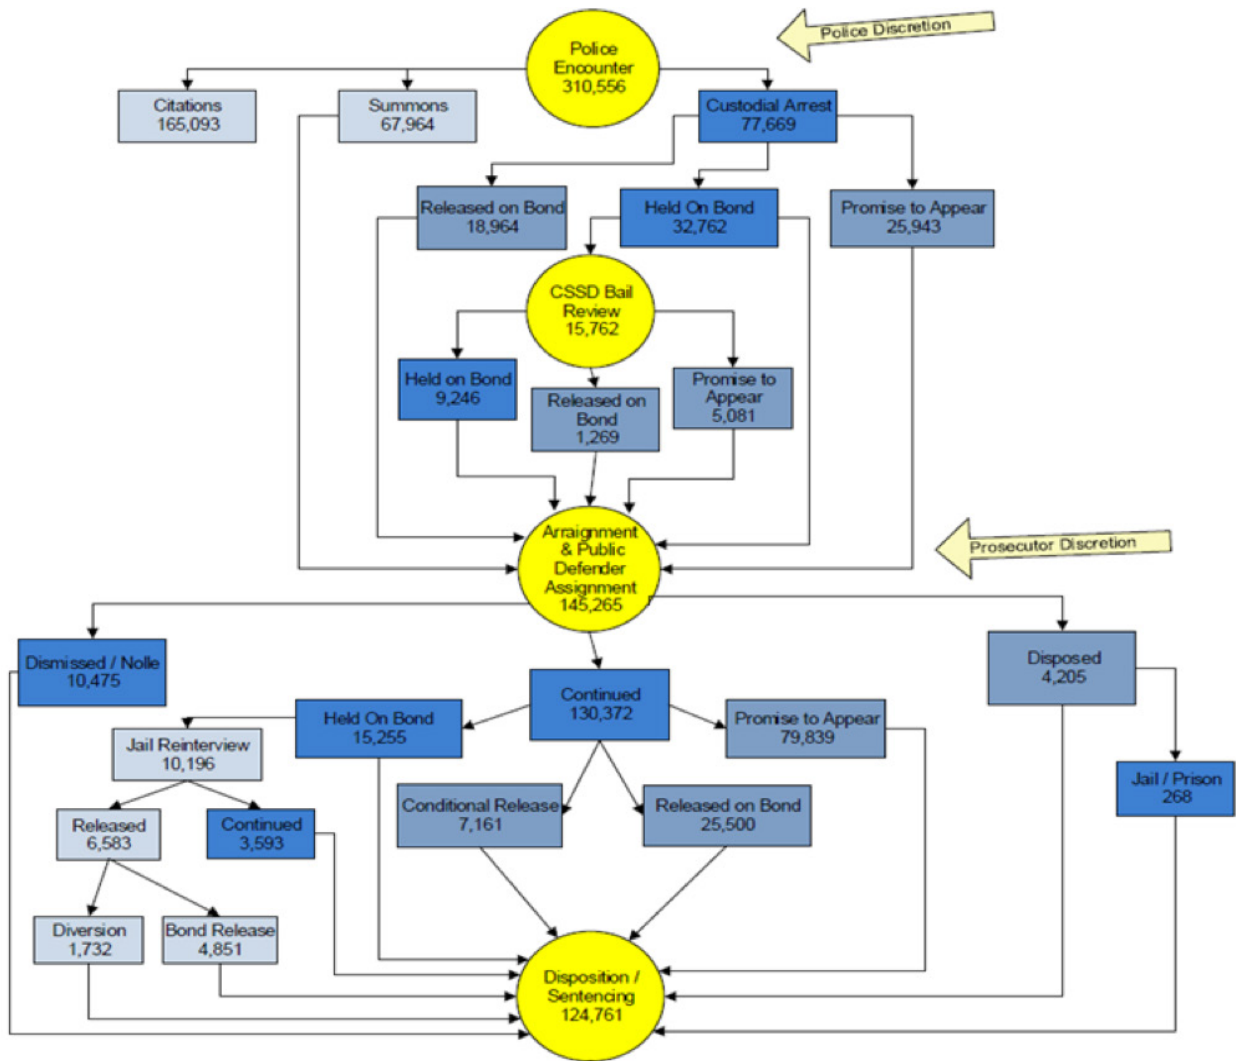 Police Discretion
Police
Encounter
310,556
Citations
165,093
Summons
67,964
Custodial Arrest
77,669
Released on Bond
18,964
Held On Bond
32,762
Promise to Appear
25,943
CSSD Bail
Review
15,762
Held on Bond
9,246
Released on
Bond
1,269
Promise to
Appear
5,081
Arraignment
& Public
Defender
Assignment
145,265
Prosecutor Discretion
Dismissed / Nolle
10,475
Continued
130,372
Disposed
4,205
Held On Bond
15,255
Promise to Appear
79,839
Jail Reinterview
10,196
Jail / Prison
268
Conditional Release
7,161
Released on Bond
25,500
Released
6,583
Continued
3,593
Diversion
1,732
Bond Release
4,851
Disposition /
Sentencing
124,761